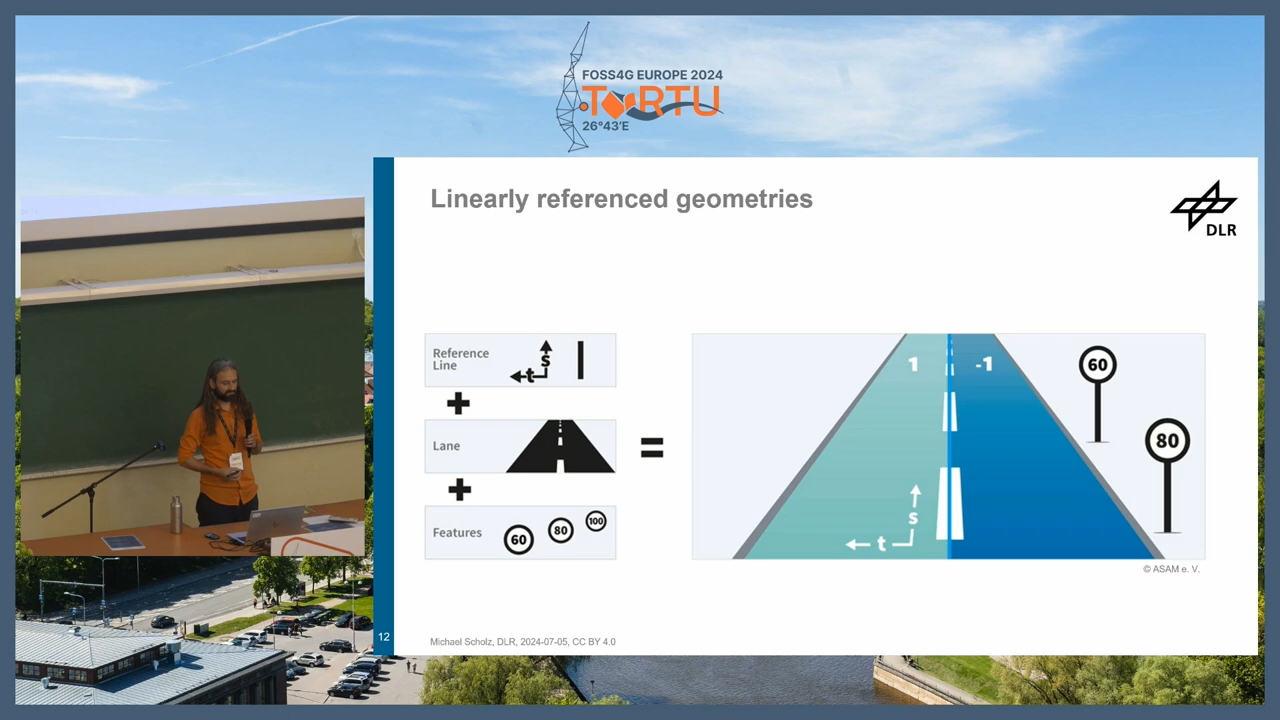 FOSS4G EUROPE 2024
TARTU
26°43'E
Linearly referenced geometries
DLR
Reference
Line
s
t
+
Lane
+
Features
60
80
100
=
1
-1
60
80
s
t
© ASAM e. V.
12
Michael Scholz, DLR, 2024-07-05, CC BY 4.0